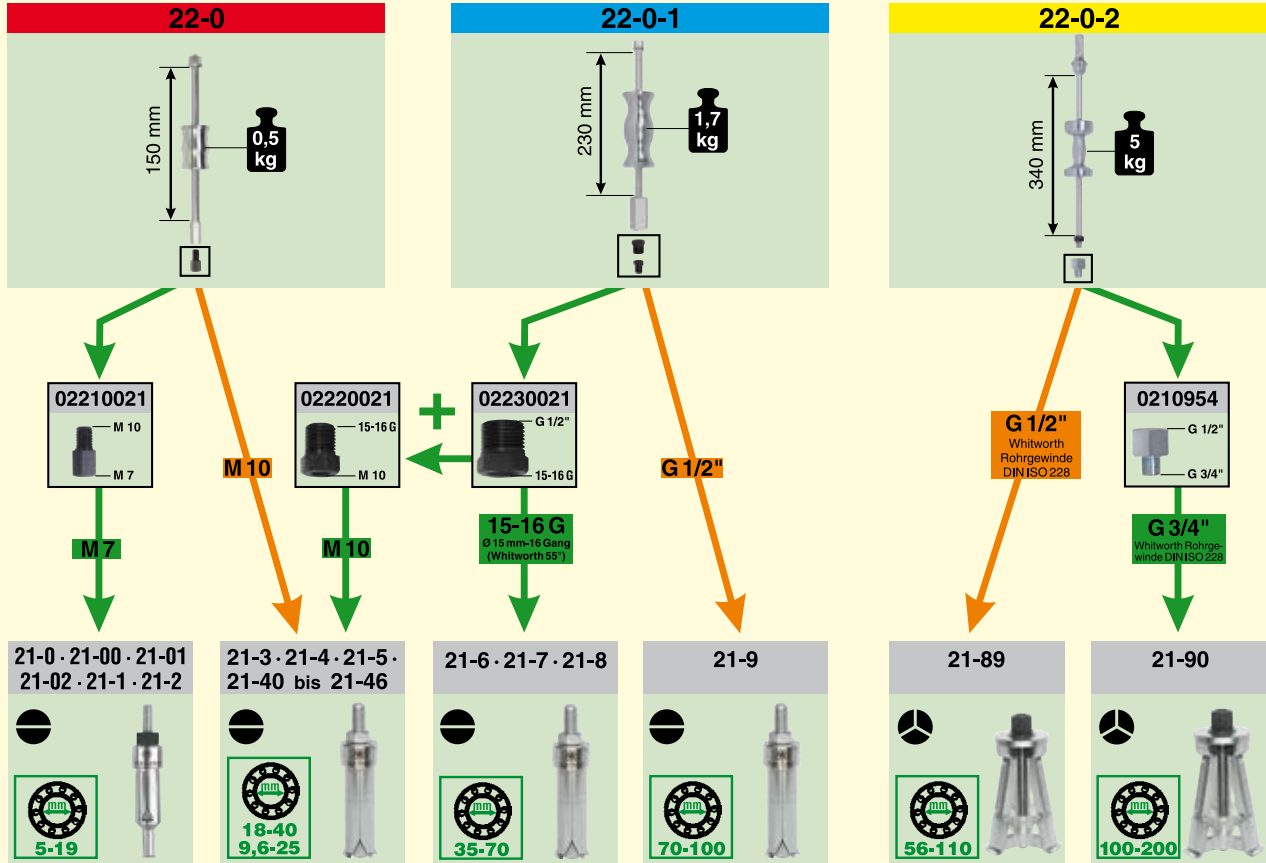 22-0
22-0-1
22-0-2
150 mm
0,5
kg
230 mm
1,7
kg
340 mm
5
kg
02210021
M 10
M 7
02220021
15-16 G
M 10
+
02230021
G 1/2"
15-16 G
0210954
G 1/2"
G 3/4"
M 10
G 1/2"
G 1/2"
Whitworth
Rohrgewinde
DIN ISO 228
M 7
M 10
15-16 G
Ø 15 mm-16 Gang
(Whitworth 55°)
G 3/4"
Whitworth Rohrge-
winde DIN ISO 228
21-0 · 21-00 · 21-01
21-02 · 21-1 · 21-2
21-3 · 21-4 · 21-5 ·
21-40 bis 21-46
21-6 · 21-7 · 21-8
21-9
21-89
21-90
mm
5-19
mm
18-40
9,6-25
mm
35-70
mm
70-100
mm
56-110
mm
100-200